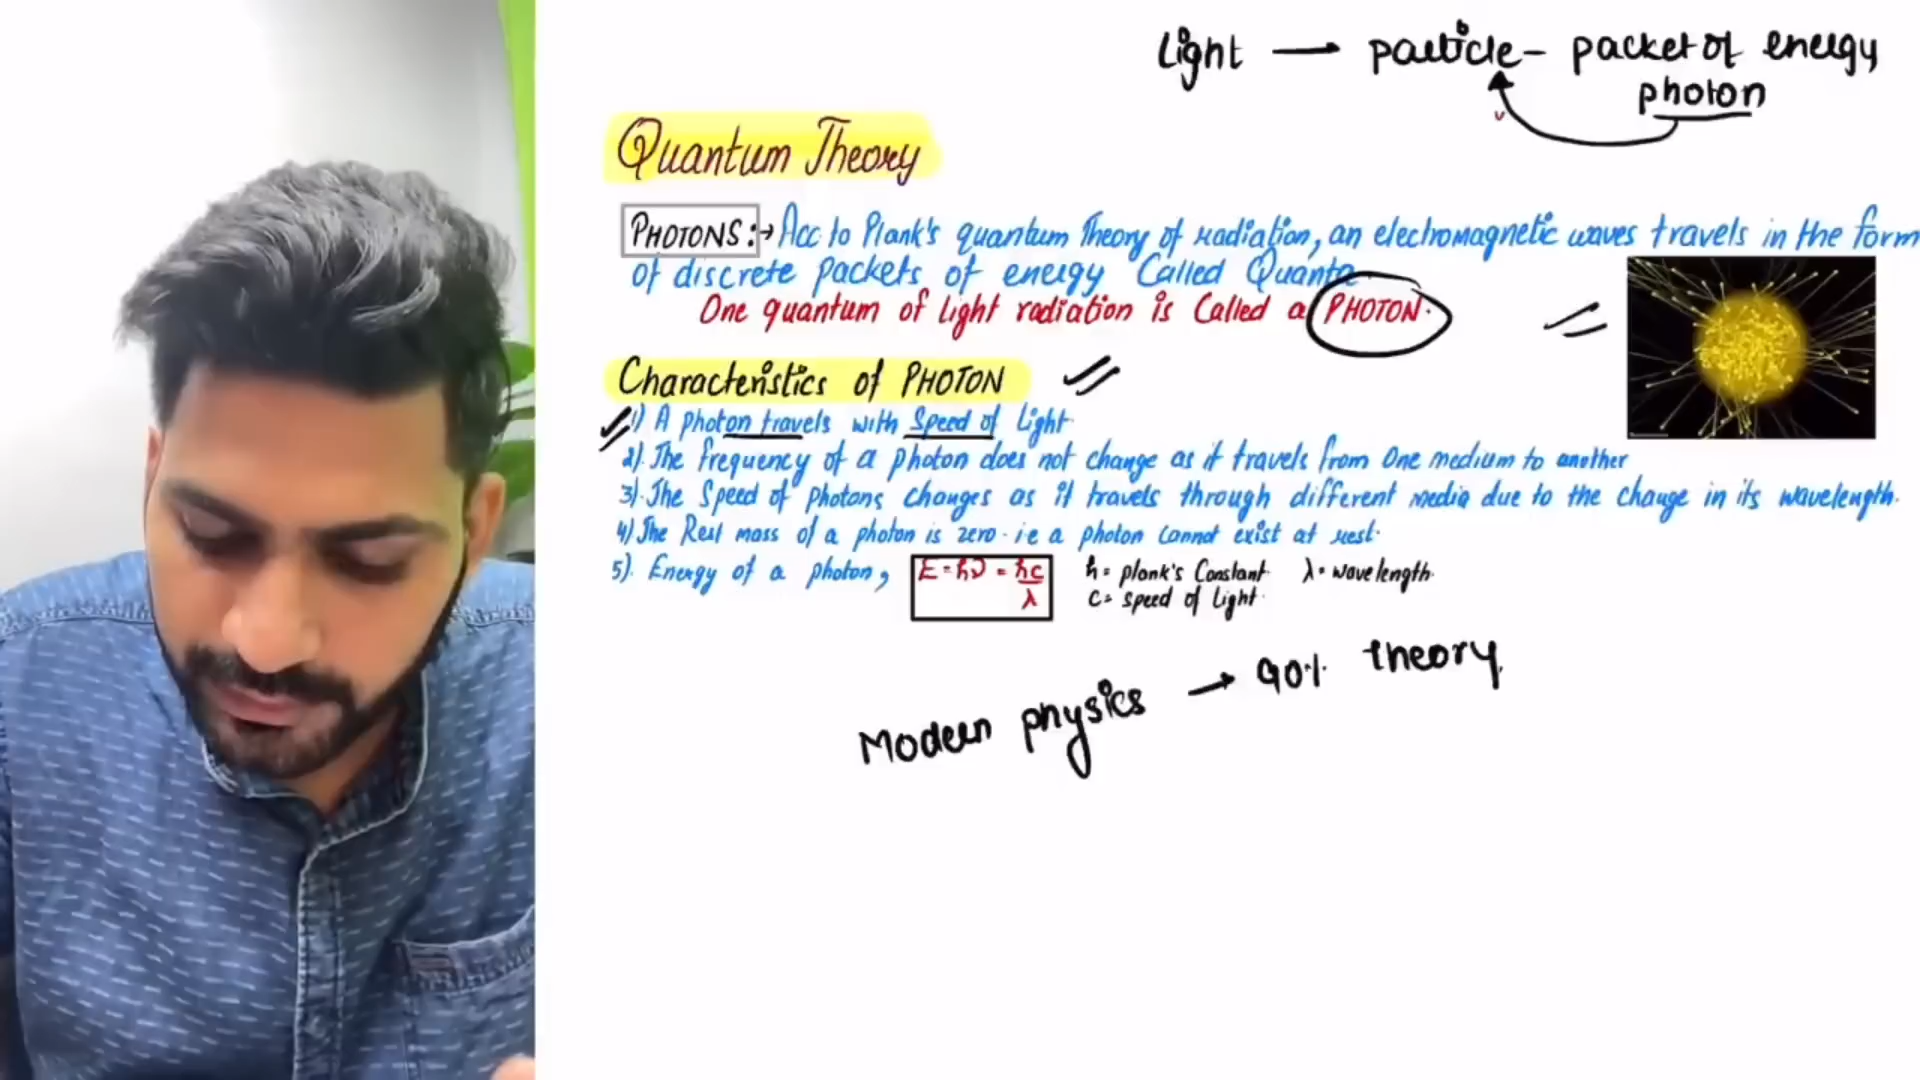 Light → particle - packet of energy
photon
Quantum Theory
PHOTONS:→ Acc to Plank's quantum Theory of radiation, an electromagnetic waves travels in the form
of discrete packets of energy Called Quanta
One quantum of light radiation is Called a PHOTON.
Characteristics of PHOTON
1) A photon travels with Speed of Light.
2). The frequency of a photon does not change as it travels from One medium to another
3). The Speed of photons changes as it travels through different media due to the change in its wavelength.
4) The Rest mass of a photon is zero. i.e a photon cannot exist at rest.
5). Energy of a photon, E = hν = hc/λ h = plank's Constant λ = wavelength.
c = speed of Light.
Modern physics → 90% theory.